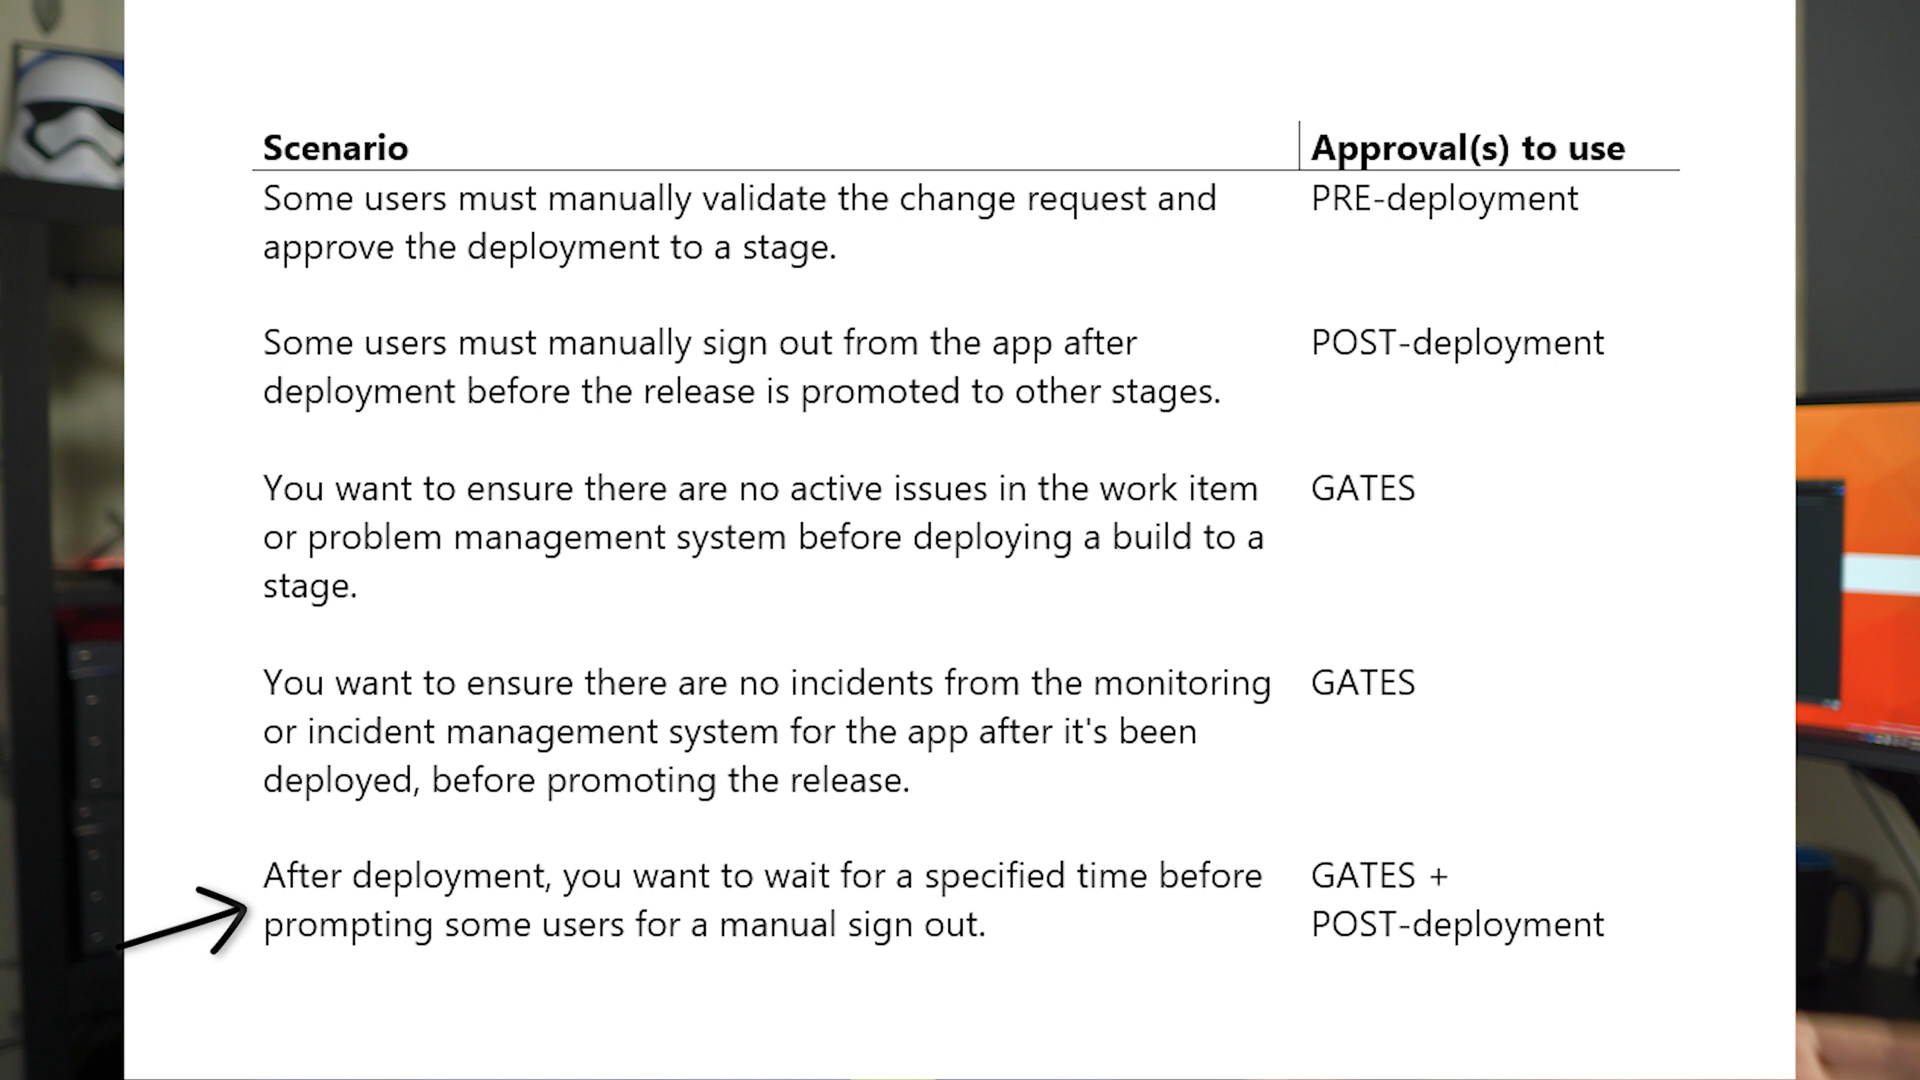 Scenario
Approval(s) to use
Some users must manually validate the change request and
approve the deployment to a stage.
PRE-deployment
Some users must manually sign out from the app after
deployment before the release is promoted to other stages.
POST-deployment
You want to ensure there are no active issues in the work item
or problem management system before deploying a build to a
stage.
GATES
You want to ensure there are no incidents from the monitoring
or incident management system for the app after it's been
deployed, before promoting the release.
GATES
After deployment, you want to wait for a specified time before
prompting some users for a manual sign out.
GATES +
POST-deployment